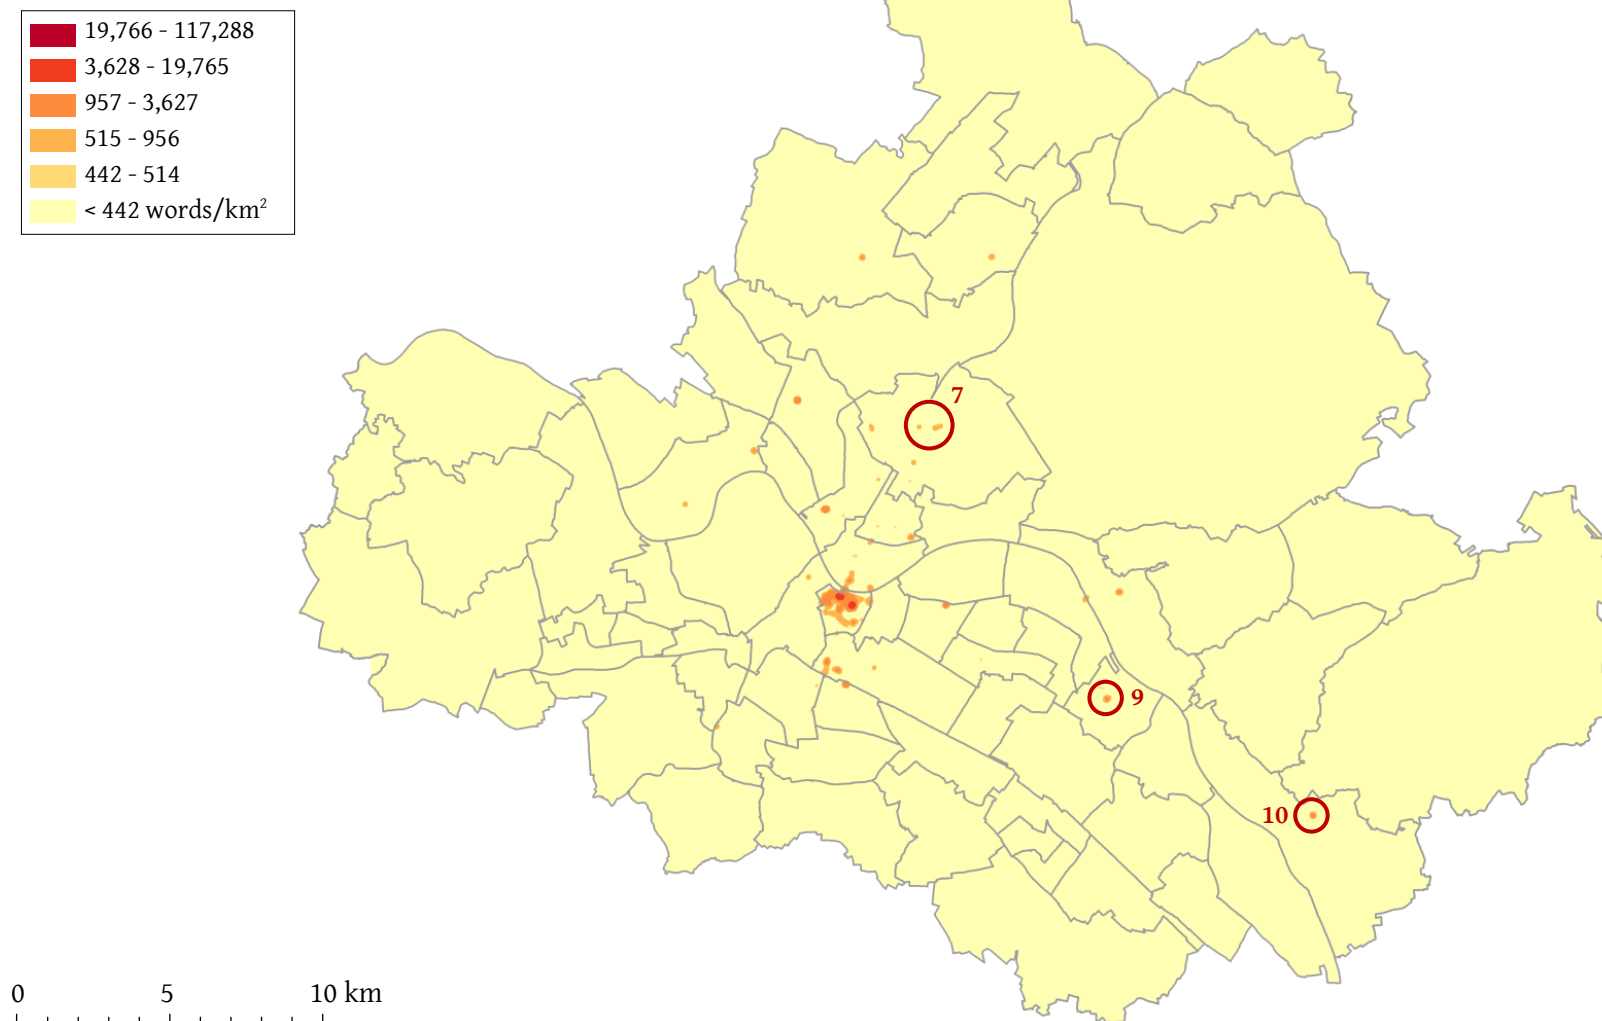 19,766 - 117,288
3,628 - 19,765
957 - 3,627
515 - 956
442 - 514
< 442 words/km²
7
9
10
0 5 10 km